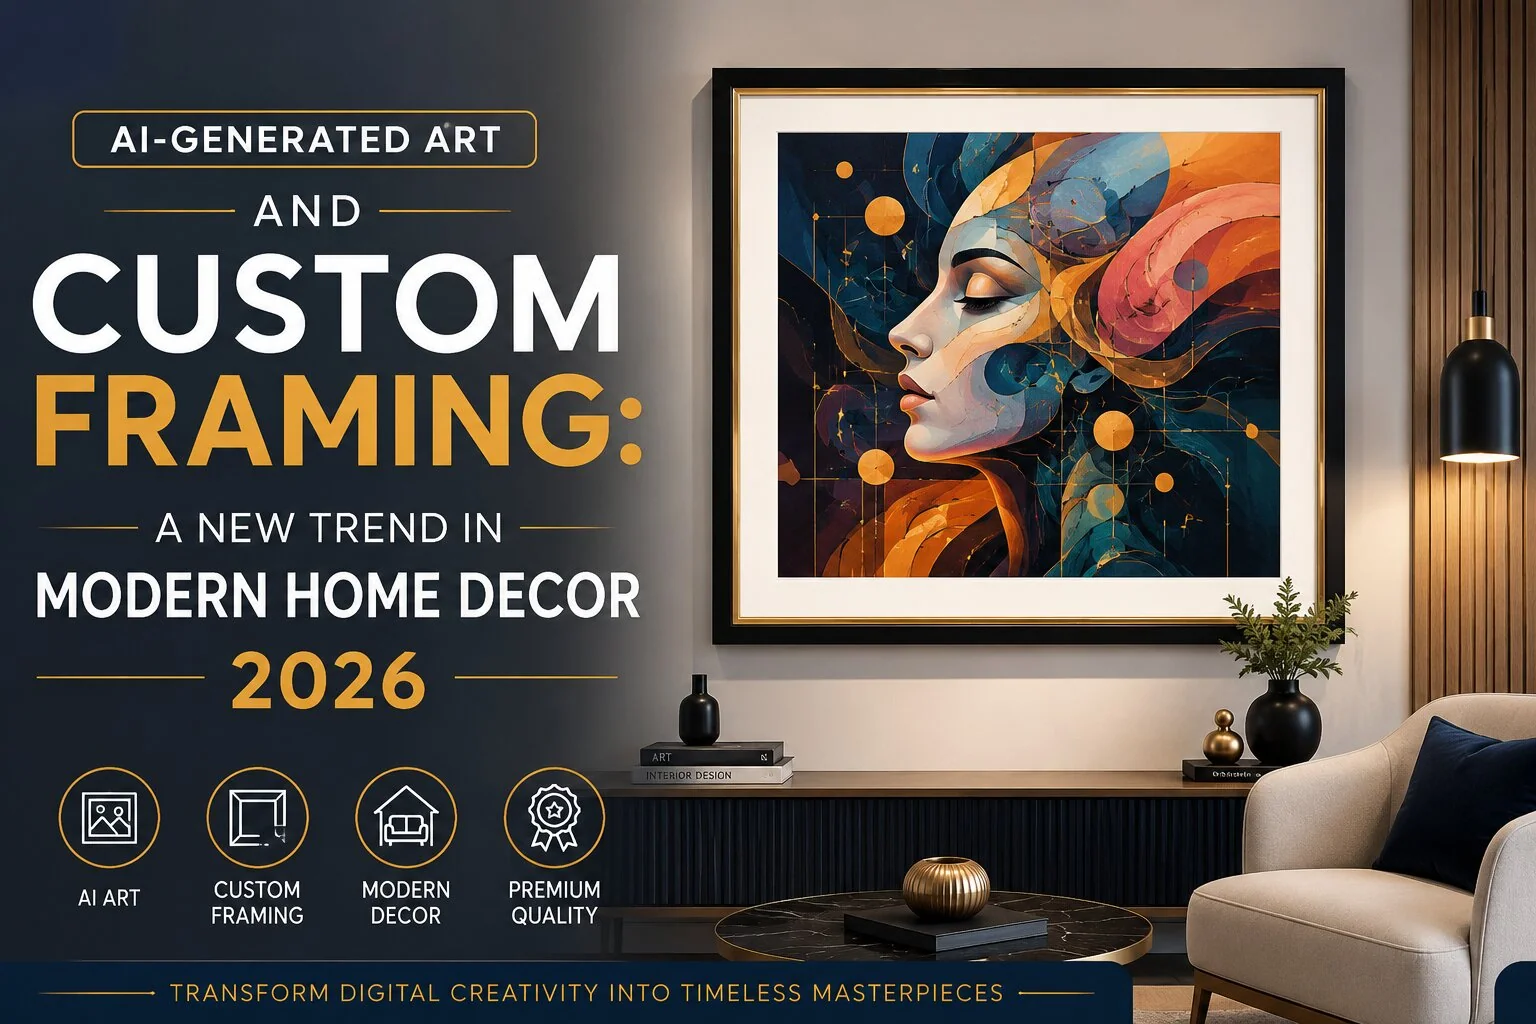 AI-GENERATED ART
AND
CUSTOM
FRAMING:
A NEW TREND IN
MODERN HOME DECOR
2026
AI ART
CUSTOM
FRAMING
MODERN
DECOR
PREMIUM
QUALITY
ART
INTERIOR DESIGN
TRANSFORM DIGITAL CREATIVITY INTO TIMELESS MASTERPIECES